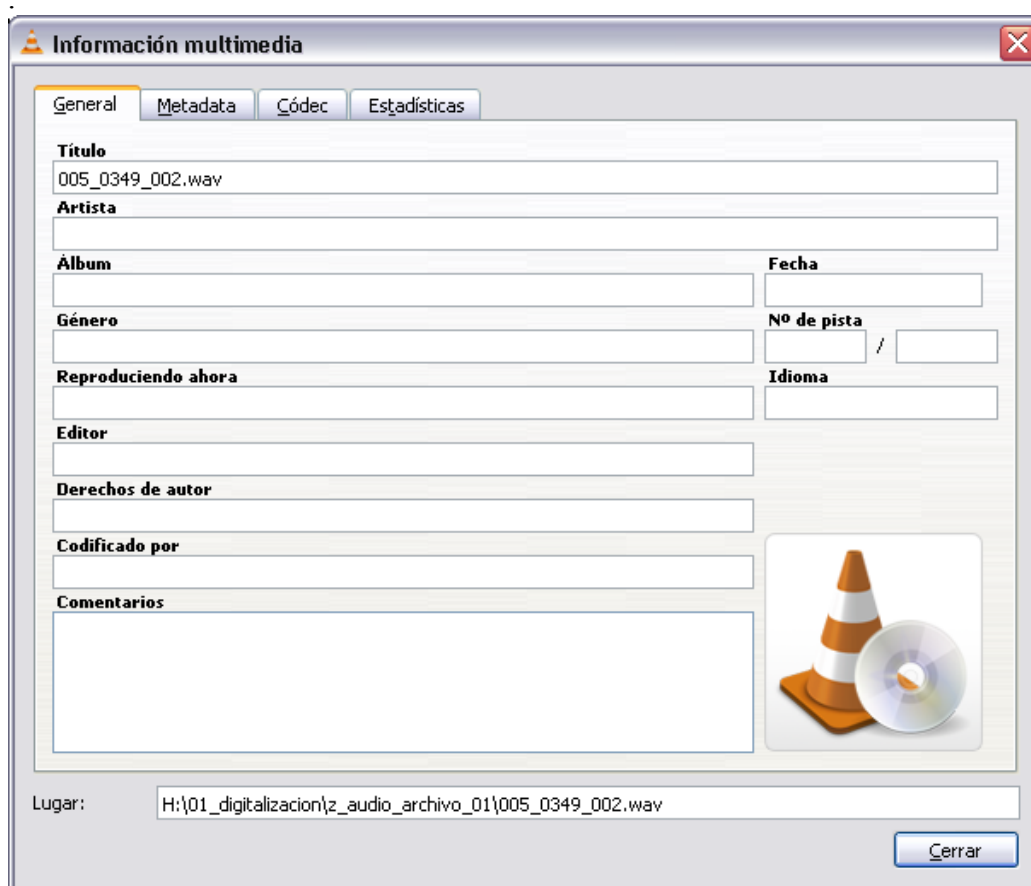 :
Información multimedia
General Metadata Códec Estadísticas
Título
005_0349_002.wav
Artista
Álbum Fecha
Género Nº de pista
/
Reproduciendo ahora Idioma
Editor
Derechos de autor
Codificado por
Comentarios
Lugar: H:\01_digitalizacion\z_audio_archivo_01\005_0349_002.wav
Cerrar